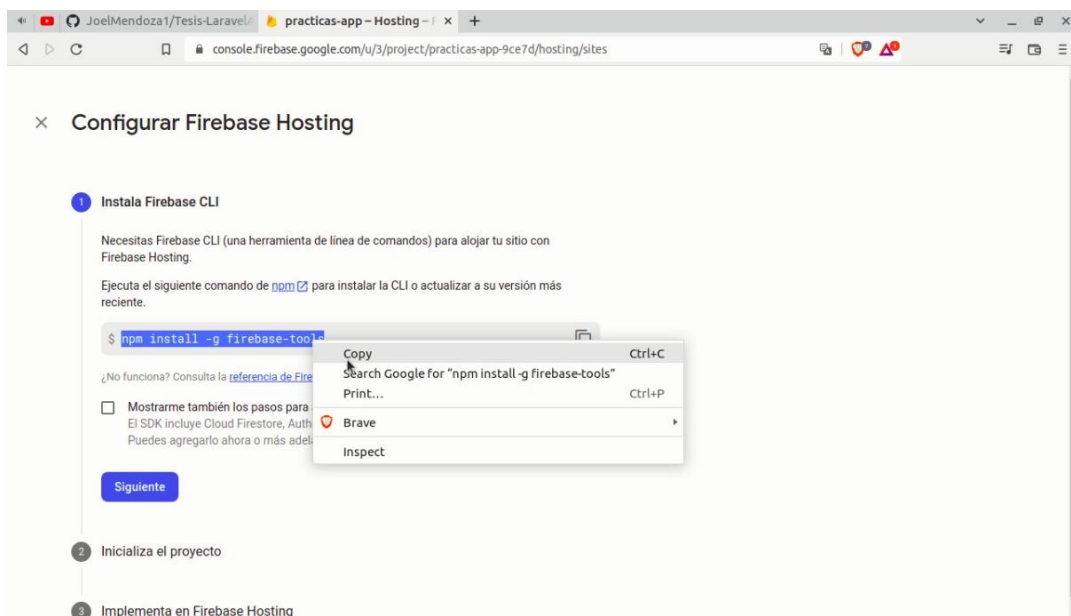 JoelMendoza1/Tesis-Laravel
practicas-app – Hosting –
console.firebase.google.com/u/3/project/practicas-app-9ce7d/hosting/sites
Configurar Firebase Hosting
1 Instala Firebase CLI
Necesitas Firebase CLI (una herramienta de línea de comandos) para alojar tu sitio con
Firebase Hosting.
Ejecuta el siguiente comando de npm para instalar la CLI o actualizar a su versión más
reciente.
$ npm install -g firebase-tools
¿No funciona? Consulta la referencia de Fire
Mostrarme también los pasos para
El SDK incluye Cloud Firestore, Auth
Puedes agregarlo ahora o más adel
Copy Ctrl+C
Search Google for “npm install -g firebase-tools”
Print... Ctrl+P
Brave
Inspect
Siguiente
2 Inicializa el proyecto
3 Implementa en Firebase Hosting